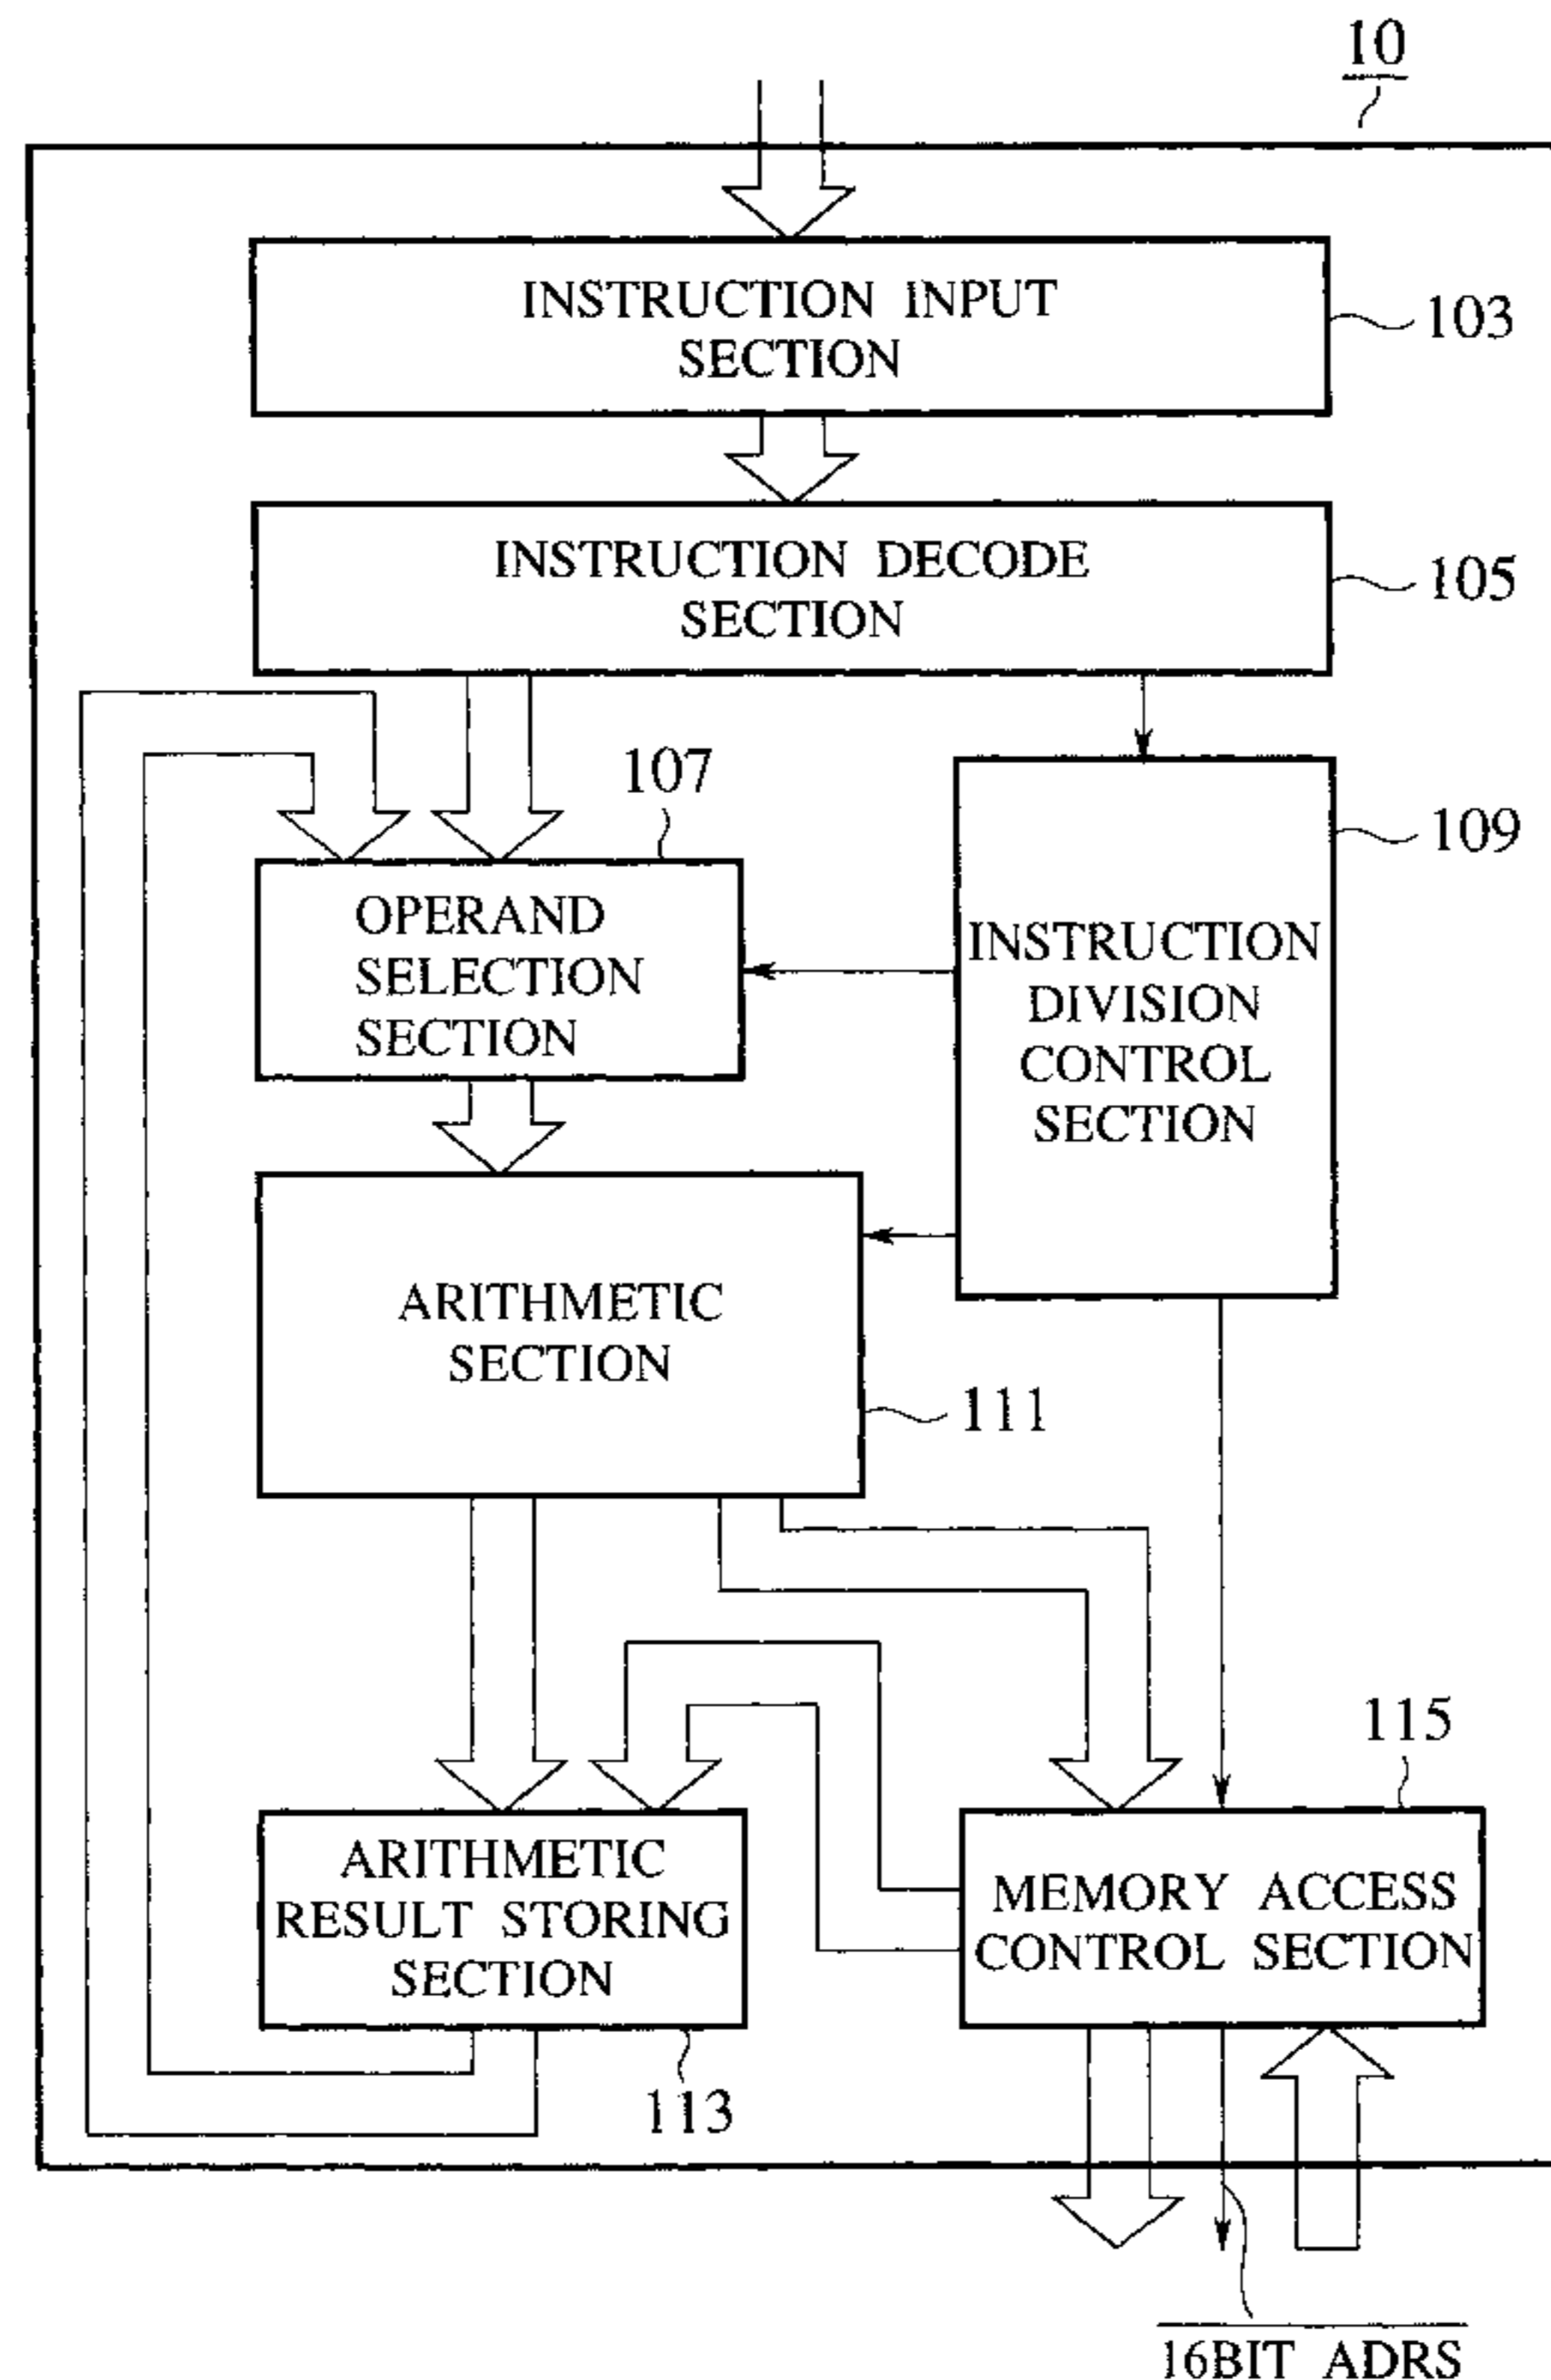 10
INSTRUCTION INPUT
SECTION
103
INSTRUCTION DECODE
SECTION
105
107
109
OPERAND
SELECTION
SECTION
INSTRUCTION
DIVISION
CONTROL
SECTION
ARITHMETIC
SECTION
111
115
ARITHMETIC
RESULT STORING
SECTION
MEMORY ACCESS
CONTROL SECTION
113
16BIT ADRS